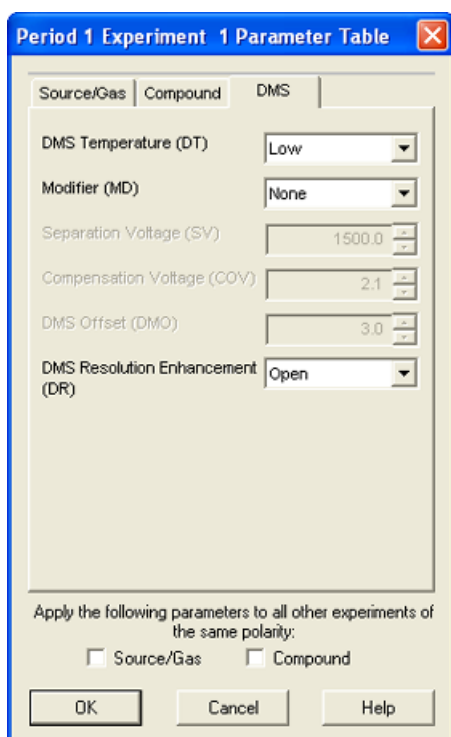 Period 1 Experiment 1 Parameter Table
Source/Gas Compound DMS
DMS Temperature (DT) Low
Modifier (MD) None
Separation Voltage (SV) 1500.0
Compensation Voltage (COV) 2.1
DMS Offset (DMO) 3.0
DMS Resolution Enhancement Open
(DR)
Apply the following parameters to all other experiments of
the same polarity:
Source/Gas Compound
OK Cancel Help